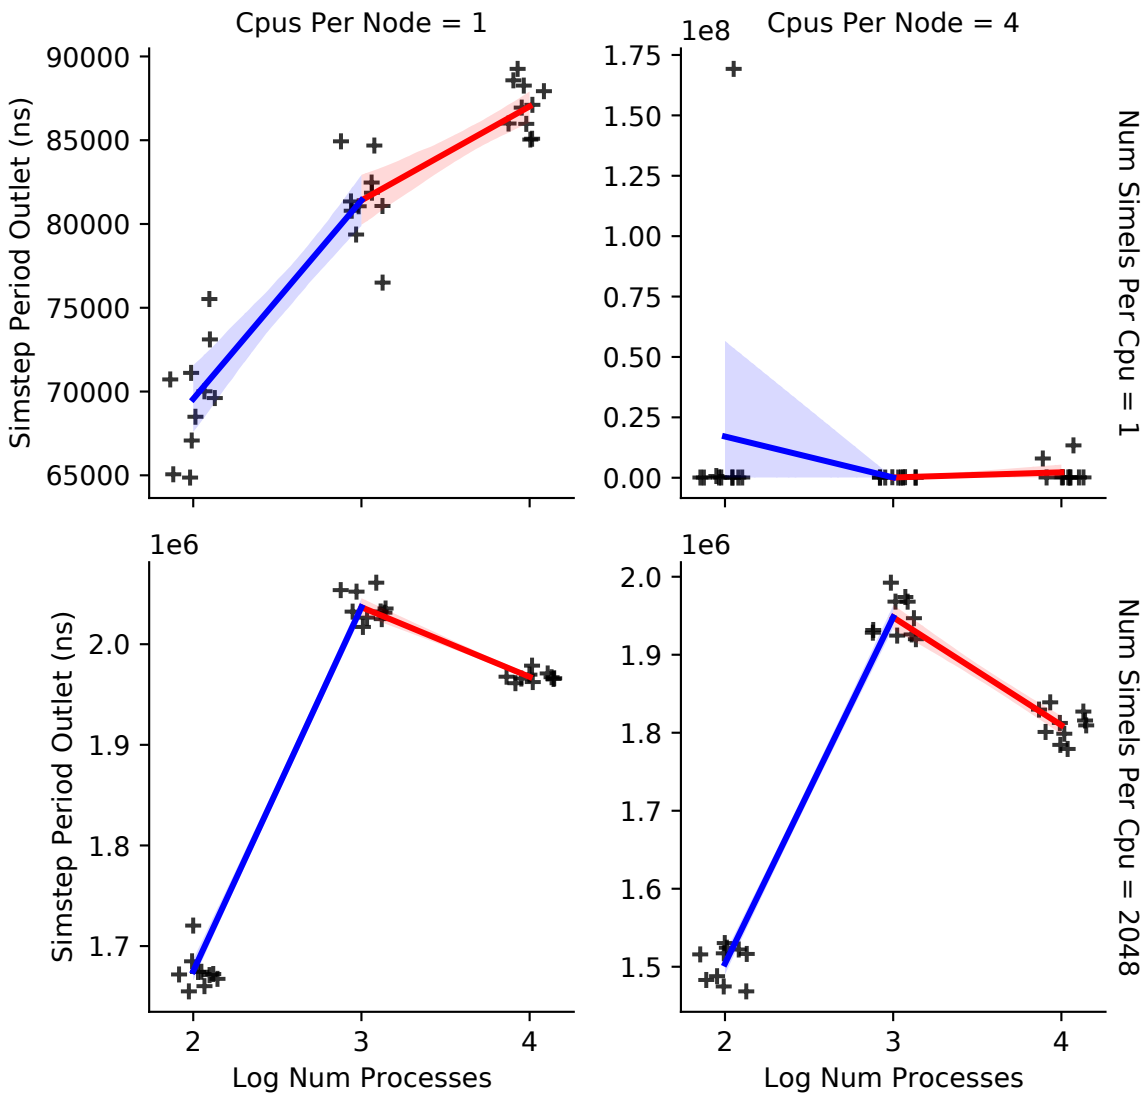 Cpus Per Node = 1
Cpus Per Node = 4
1e8
Simstep Period Outlet (ns)
90000
85000
80000
75000
70000
65000
1.75
1.50
1.25
1.00
0.75
0.50
0.25
0.00
Num Simels Per Cpu = 1
1e6
1e6
Simstep Period Outlet (ns)
2.0
1.9
1.8
1.7
2.0
1.9
1.8
1.7
1.6
1.5
Num Simels Per Cpu = 2048
2
3
4
2
3
4
Log Num Processes
Log Num Processes